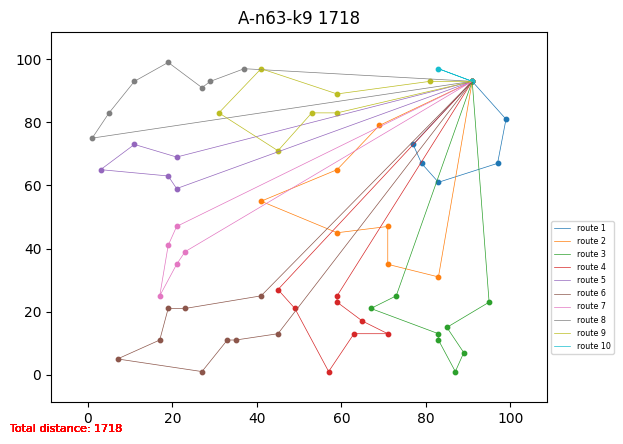 A-n63-k9 1718
100
80
60
40
20
0
0 20 40 60 80 100
route 1
route 2
route 3
route 4
route 5
route 6
route 7
route 8
route 9
route 10
Total distance: 1718